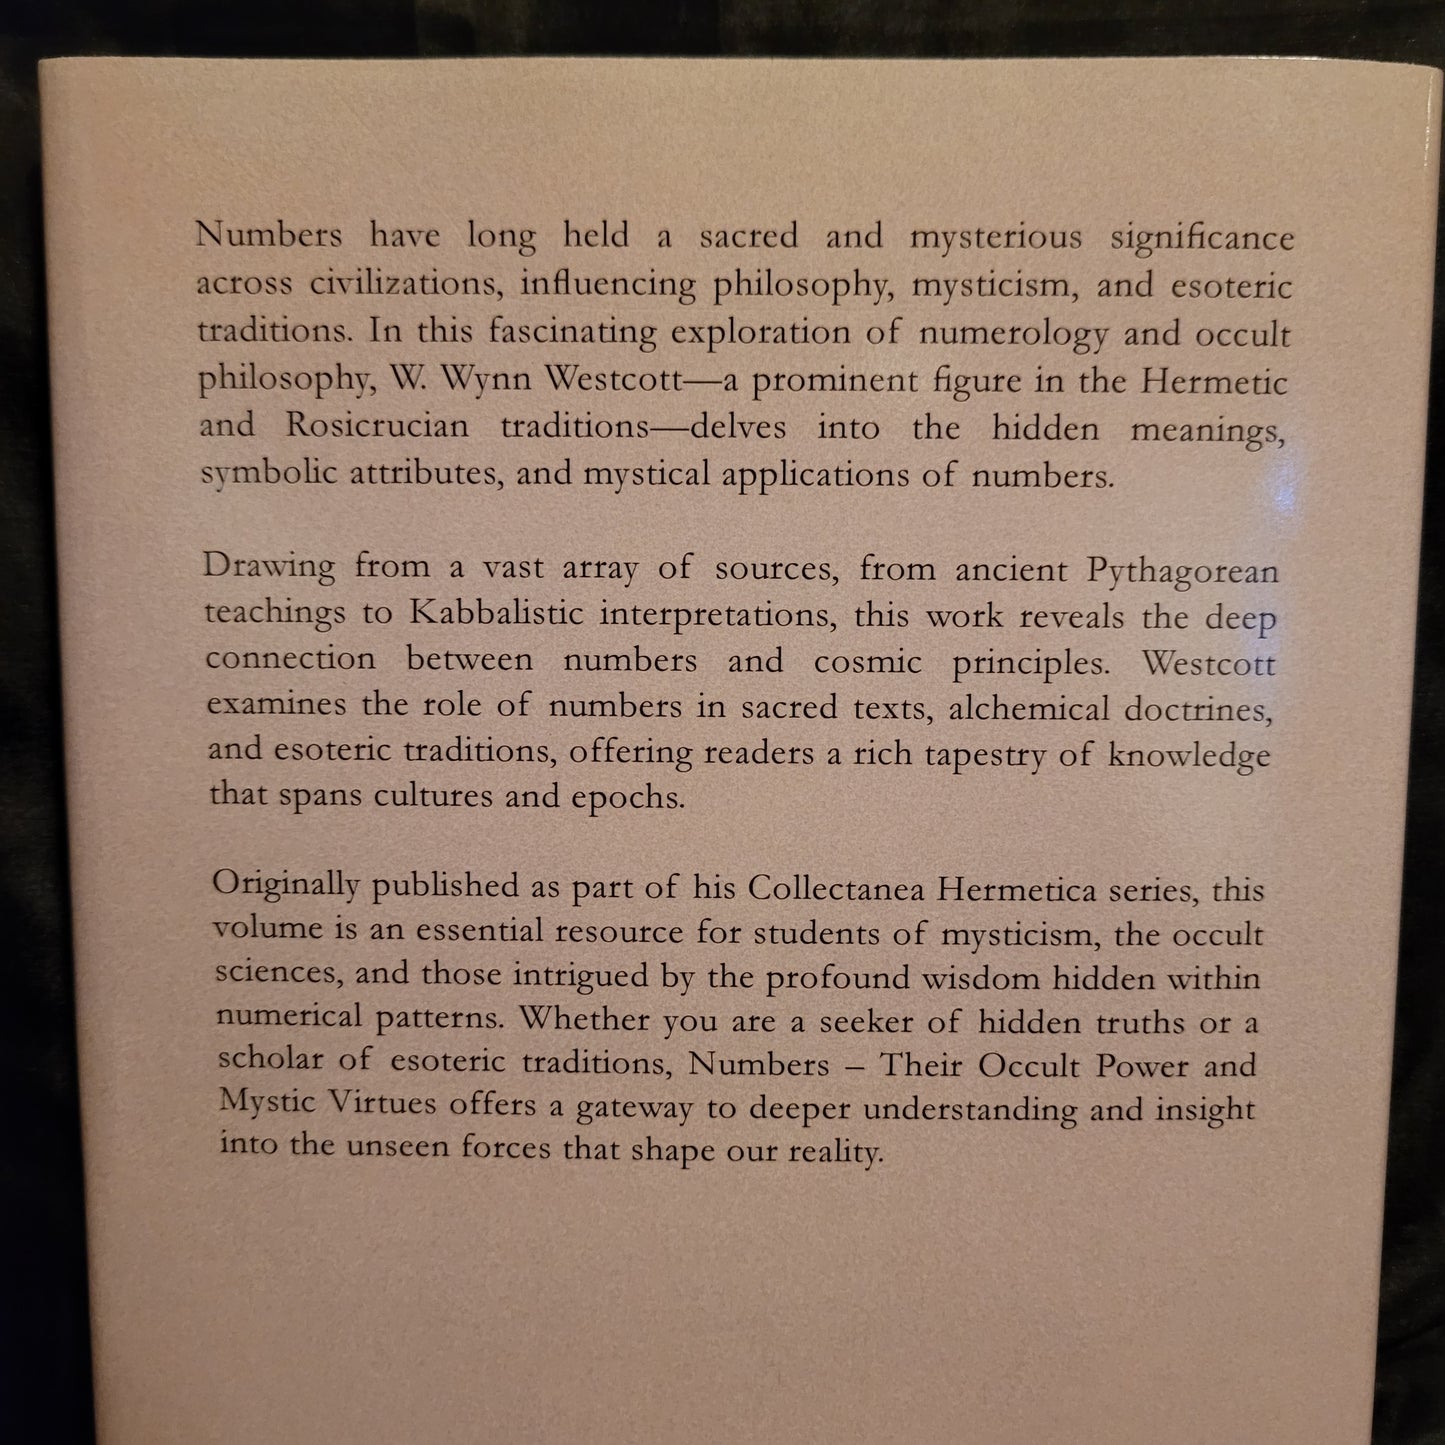 Numbers have long held a sacred and mysterious significance
across civilizations, influencing philosophy, mysticism, and esoteric
traditions. In this fascinating exploration of numerology and occult
philosophy, W. Wynn Westcott—a prominent figure in the Hermetic
and Rosicrucian traditions—delves into the hidden meanings,
symbolic attributes, and mystical applications of numbers.
Drawing from a vast array of sources, from ancient Pythagorean
teachings to Kabbalistic interpretations, this work reveals the deep
connection between numbers and cosmic principles. Westcott
examines the role of numbers in sacred texts, alchemical doctrines,
and esoteric traditions, offering readers a rich tapestry of knowledge
that spans cultures and epochs.
Originally published as part of his Collectanea Hermetica series, this
volume is an essential resource for students of mysticism, the occult
sciences, and those intrigued by the profound wisdom hidden within
numerical patterns. Whether you are a seeker of hidden truths or a
scholar of esoteric traditions, Numbers – Their Occult Power and
Mystic Virtues offers a gateway to deeper understanding and insight
into the unseen forces that shape our reality.